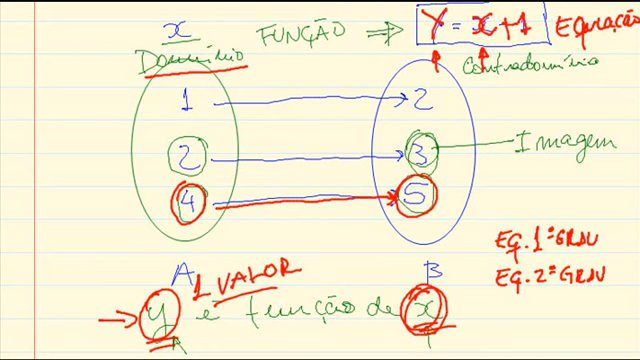 x FUNÇÃO ⇒ Y = x + 1 EQUAÇÃO
Domínio Contradomínio
1 2
2 3 Imagem
4 5
EQ. 1º GRAU
EQ. 2º GRAU
A 1 VALOR B
y é função de x